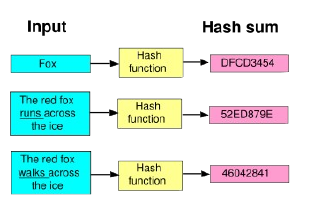 Input
Hash sum
Fox
Hash
function
DFCD3454
The red fox
runs across
the ice
Hash
function
52ED879E
The red fox
walks across
the ice
Hash
function
46042841